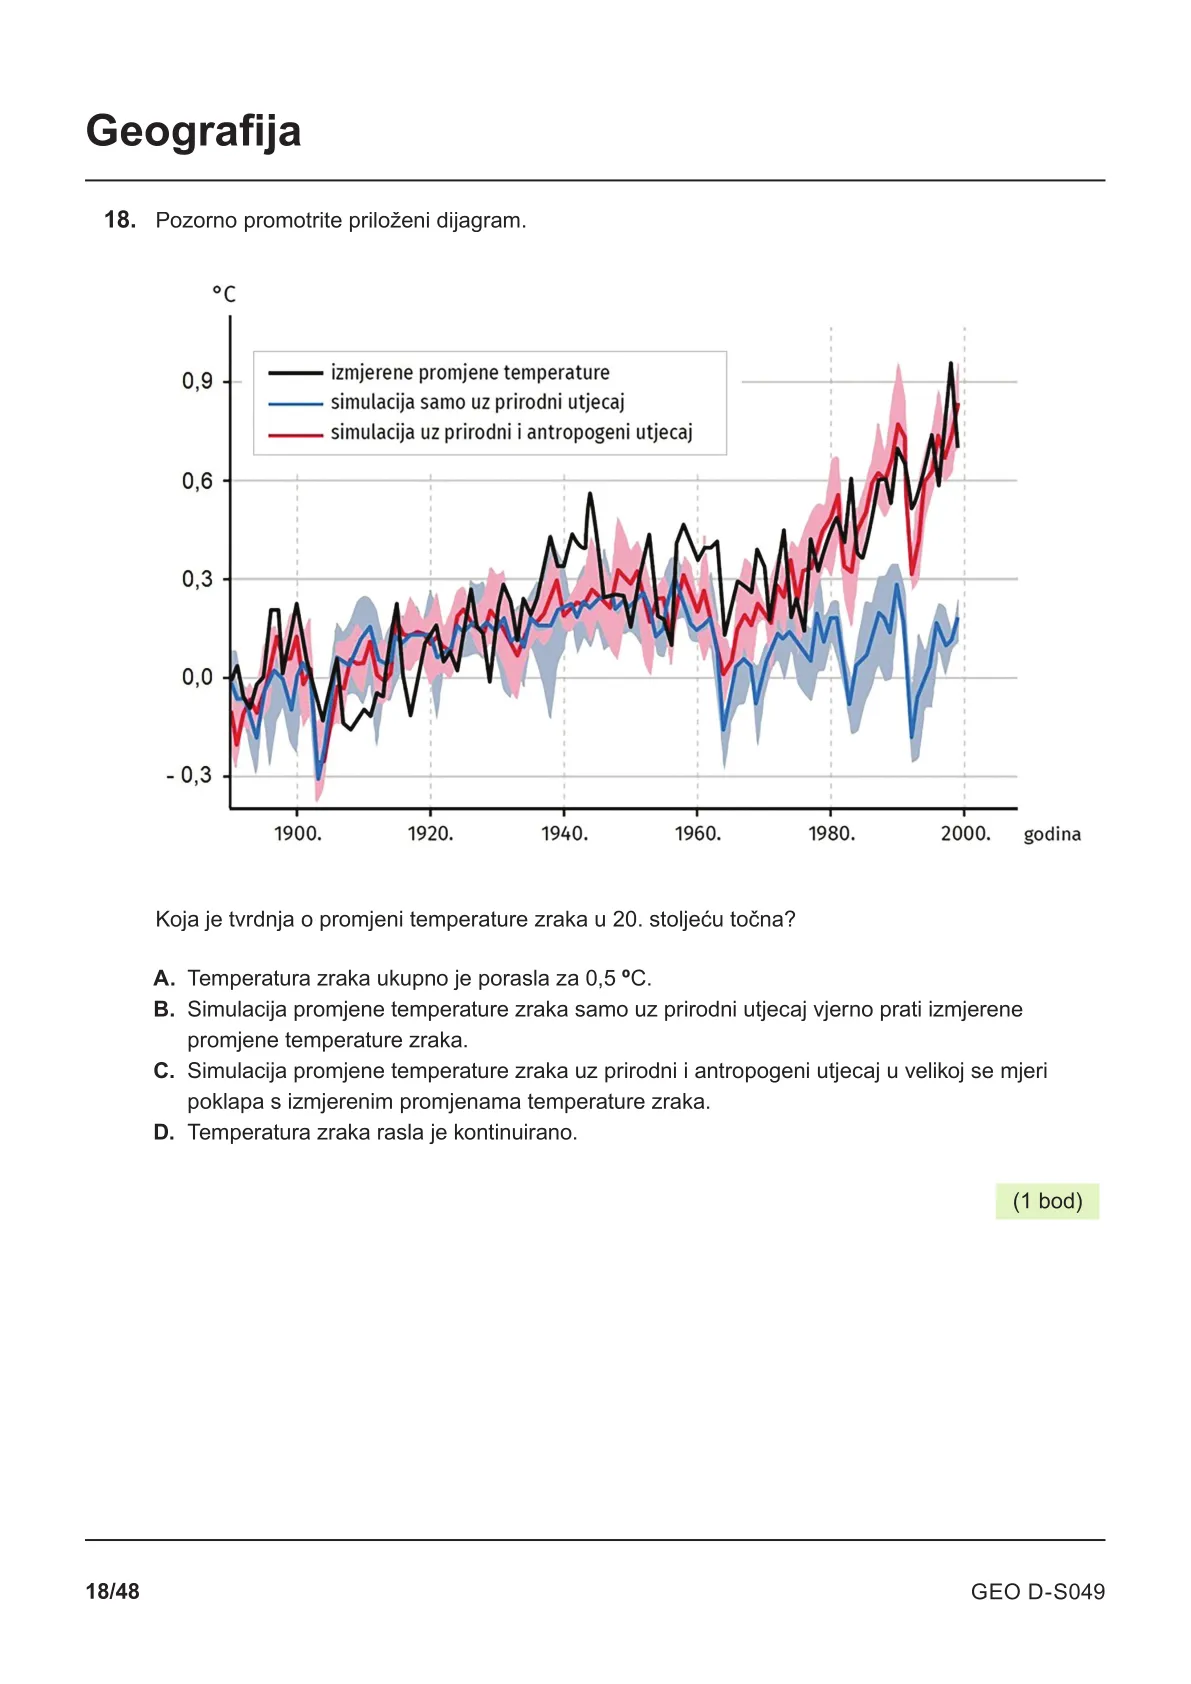 Geografija
18. Pozorno promotrite priloženi dijagram.
°C
izmjerene promjene temperature
simulacija samo uz prirodni utjecaj
simulacija uz prirodni i antropogeni utjecaj
0,9
0,6
0,3
0,0
- 0,3
1900. 1920. 1940. 1960. 1980. 2000. godina
Koja je tvrdnja o promjeni temperature zraka u 20. stoljeću točna?
A. Temperatura zraka ukupno je porasla za 0,5 ºC.
B. Simulacija promjene temperature zraka samo uz prirodni utjecaj vjerno prati izmjerene
promjene temperature zraka.
C. Simulacija promjene temperature zraka uz prirodni i antropogeni utjecaj u velikoj se mjeri
poklapa s izmjerenim promjenama temperature zraka.
D. Temperatura zraka rasla je kontinuirano.
(1 bod)
18/48 GEO D-S049